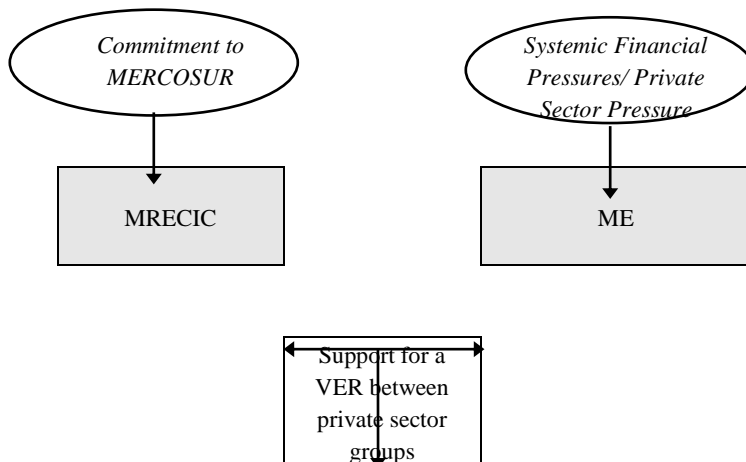 Commitment to
MERCOSUR
Systemic Financial
Pressures/ Private
Sector Pressure
MRECIC
ME
Support for a
VER between
private sector
groups